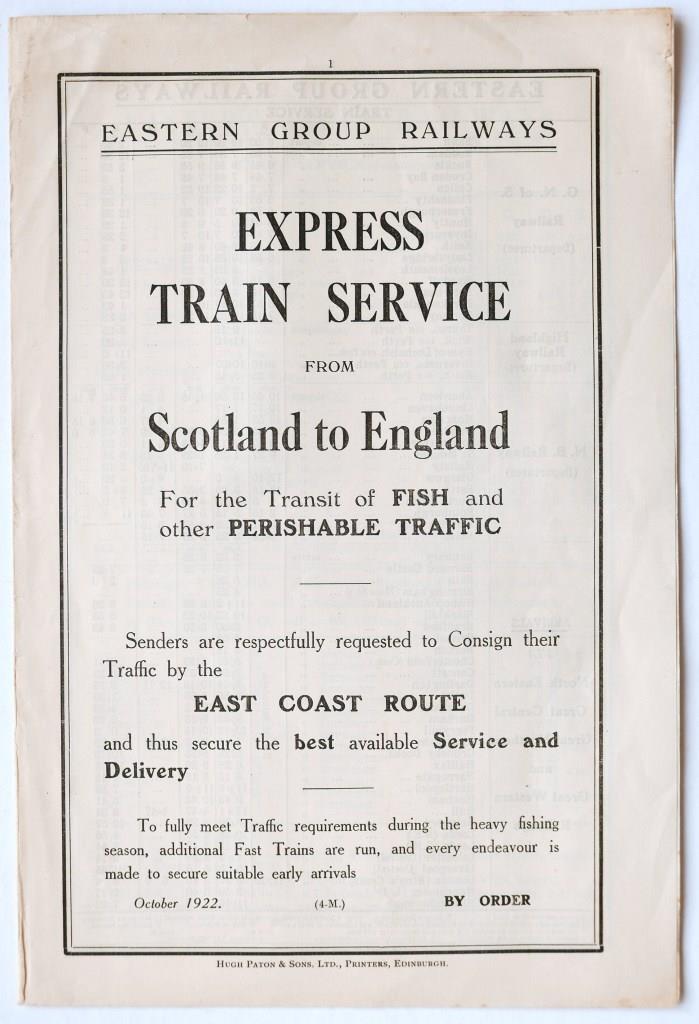 1
EASTERN GROUP RAILWAYS
EXPRESS
TRAIN SERVICE
FROM
Scotland to England
For the Transit of FISH and
other PERISHABLE TRAFFIC
Senders are respectfully requested to Consign their
Traffic by the
EAST COAST ROUTE
and thus secure the best available Service and
Delivery
To fully meet Traffic requirements during the heavy fishing
season, additional Fast Trains are run, and every endeavour is
made to secure suitable early arrivals
October 1922. (4-M.) BY ORDER
HUGH PATON & SONS, LTD., PRINTERS, EDINBURGH.